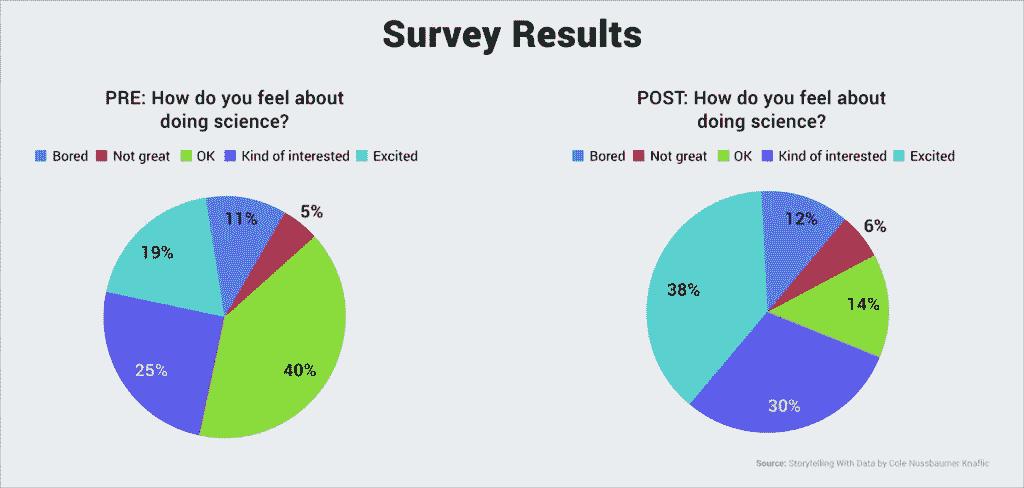 Survey Results
PRE: How do you feel about
doing science?
Bored Not great OK Kind of interested Excited
11%
5%
19%
25%
40%
POST: How do you feel about
doing science?
Bored Not great OK Kind of interested Excited
12%
6%
38%
14%
30%
Source: Storytelling With Data by Cole Nussbaumer Knaflic